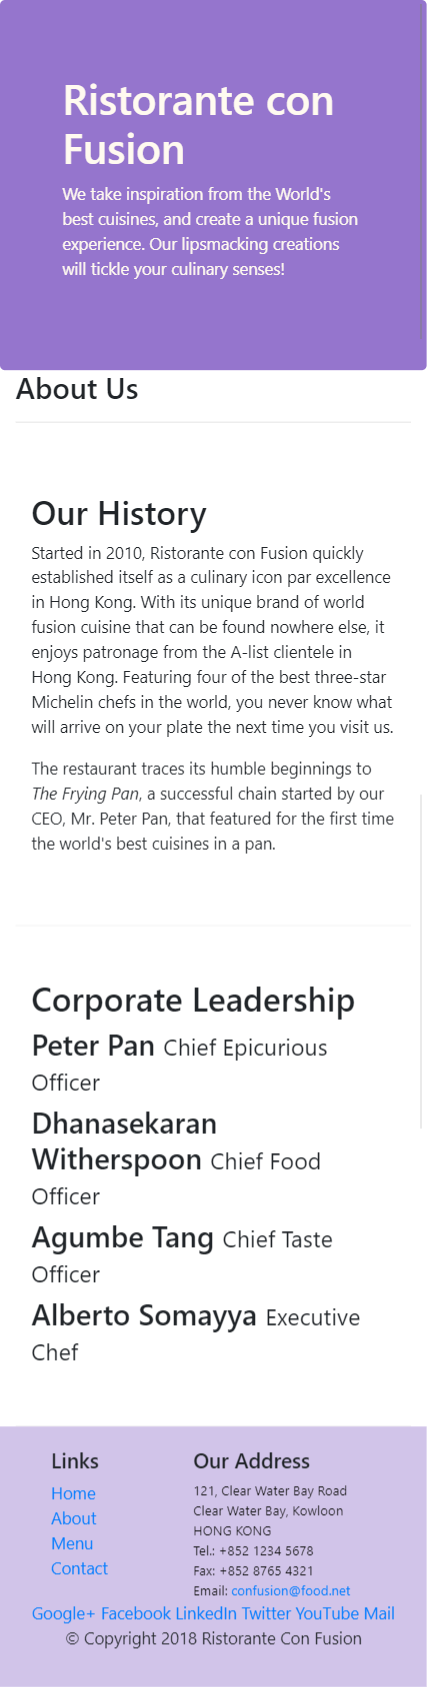 Ristorante con
Fusion
We take inspiration from the World's
best cuisines, and create a unique fusion
experience. Our lipsmacking creations
will tickle your culinary senses!
About Us
Our History
Started in 2010, Ristorante con Fusion quickly
established itself as a culinary icon par excellence
in Hong Kong. With its unique brand of world
fusion cuisine that can be found nowhere else, it
enjoys patronage from the A-list clientele in
Hong Kong. Featuring four of the best three-star
Michelin chefs in the world, you never know what
will arrive on your plate the next time you visit us.
The restaurant traces its humble beginnings to
The Frying Pan, a successful chain started by our
CEO, Mr. Peter Pan, that featured for the first time
the world's best cuisines in a pan.
Corporate Leadership
Peter Pan Chief Epicurious
Officer
Dhanasekaran
Witherspoon Chief Food
Officer
Agumbe Tang Chief Taste
Officer
Alberto Somayya Executive
Chef
Links
Home
About
Menu
Contact
Our Address
121, Clear Water Bay Road
Clear Water Bay, Kowloon
HONG KONG
Tel.: +852 1234 5678
Fax: +852 8765 4321
Email: confusion@food.net
Google+ Facebook LinkedIn Twitter YouTube Mail
© Copyright 2018 Ristorante Con Fusion